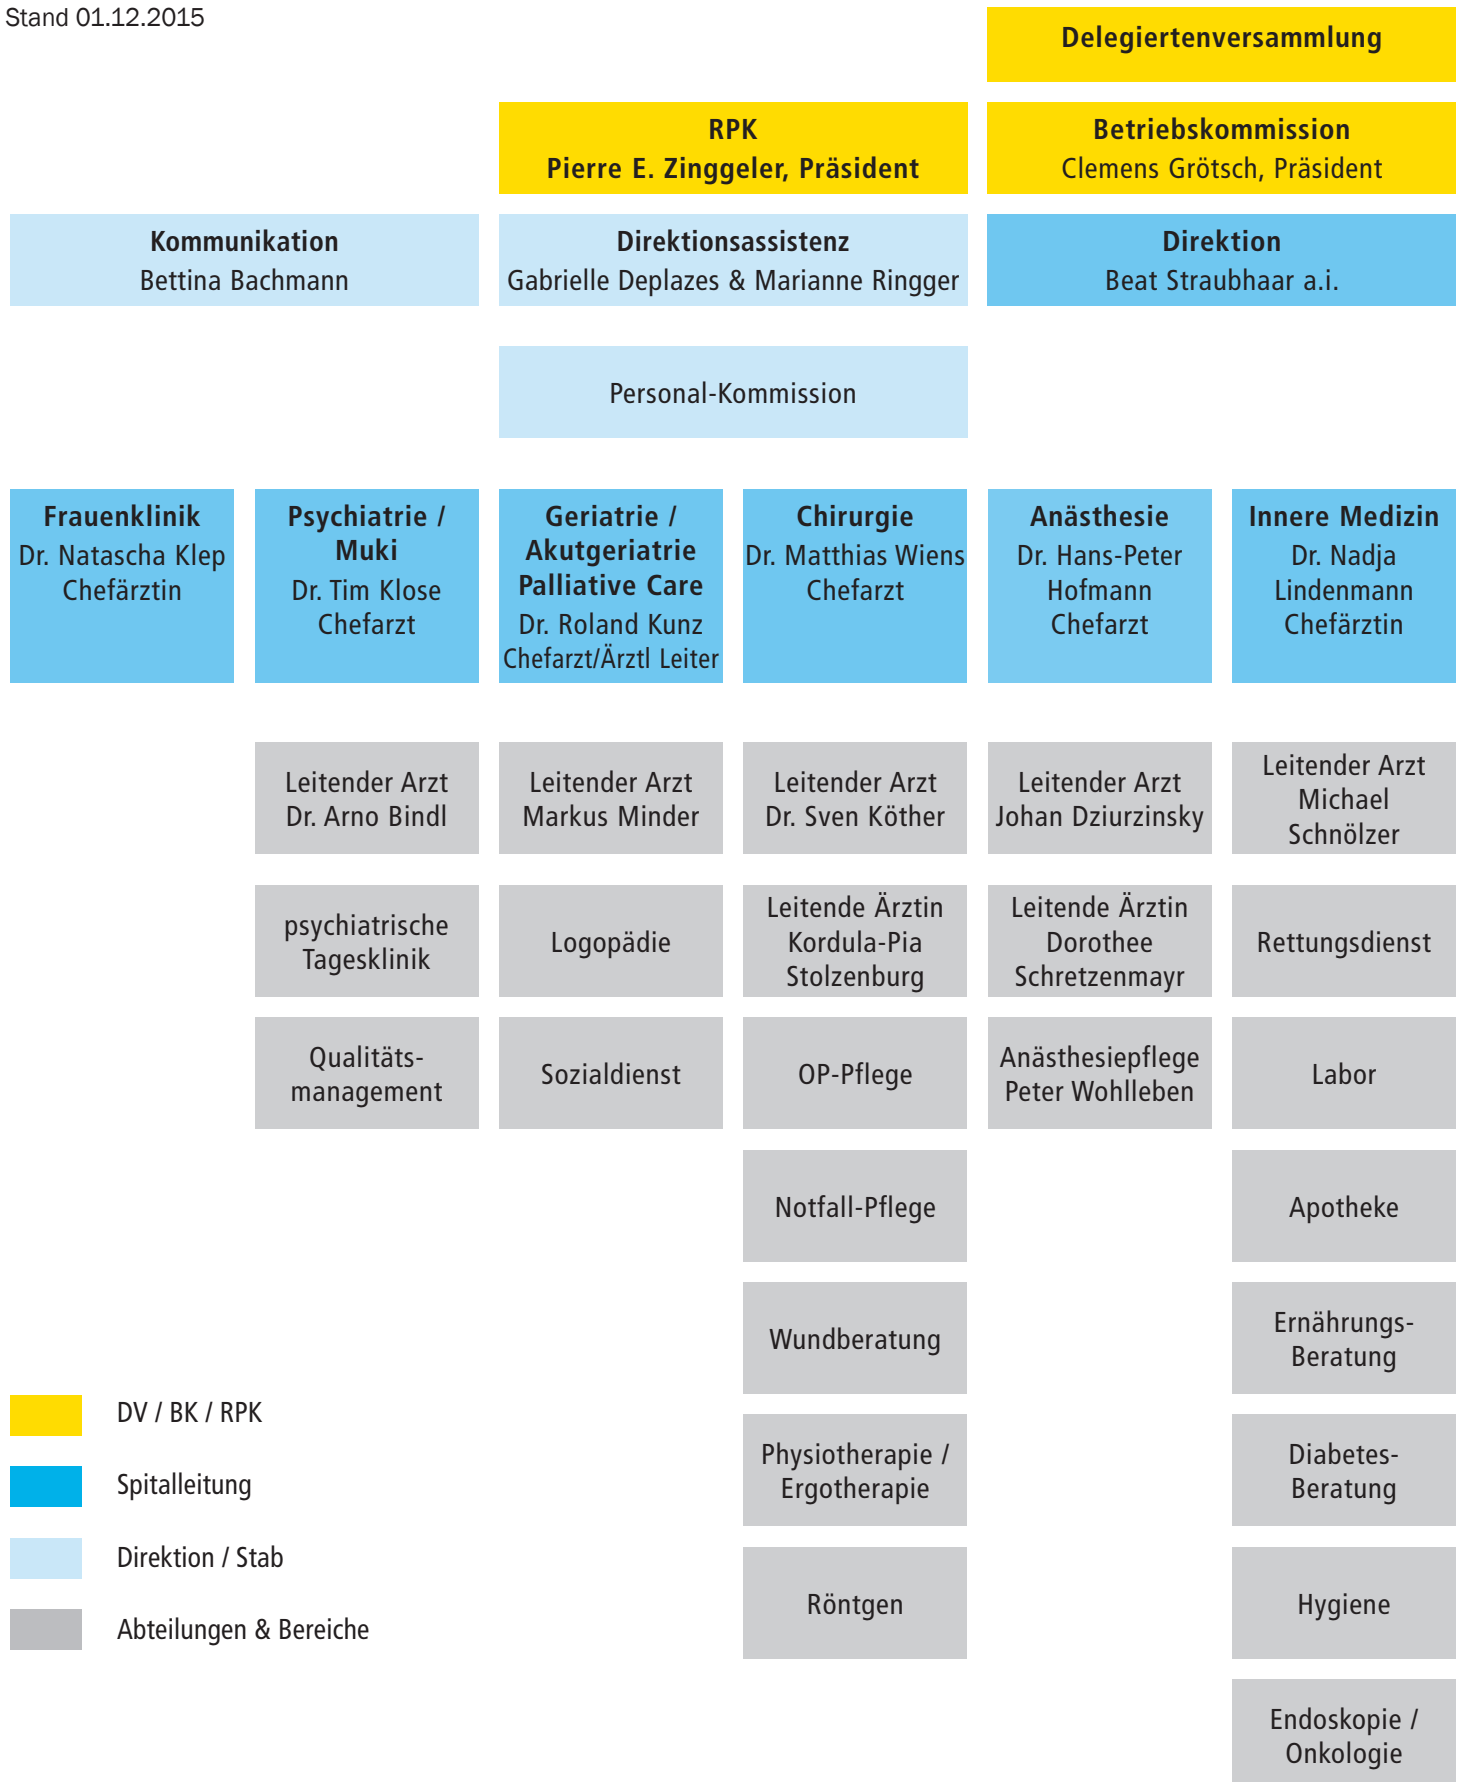 Stand 01.12.2015
Delegiertenversammlung
RPK
Pierre E. Zinggeler, Präsident
Betriebskommission
Clemens Grötsch, Präsident
Kommunikation
Bettina Bachmann
Direktionsassistenz
Gabrielle Deplazes & Marianne Ringger
Direktion
Beat Straubhaar a.i.
Personal-Kommission
Frauenklinik
Dr. Natascha Klep
Chefärztin
Psychiatrie /
Muki
Dr. Tim Klose
Chefarzt
Geriatrie /
Akutgeriatrie
Palliative Care
Dr. Roland Kunz
Chefarzt/Ärztl Leiter
Chirurgie
Dr. Matthias Wiens
Chefarzt
Anästhesie
Dr. Hans-Peter
Hofmann
Chefarzt
Innere Medizin
Dr. Nadja
Lindenmann
Chefärztin
Leitender Arzt
Dr. Arno Bindl
Leitender Arzt
Markus Minder
Leitender Arzt
Dr. Sven Köther
Leitender Arzt
Johan Dziurzinsky
Leitender Arzt
Michael
Schnölzer
psychiatrische
Tagesklinik
Logopädie
Leitende Ärztin
Kordula-Pia
Stolzenburg
Leitende Ärztin
Dorothee
Schretzenmayr
Rettungsdienst
Qualitäts-
management
Sozialdienst
OP-Pflege
Anästhesiepflege
Peter Wohlleben
Labor
Notfall-Pflege
Apotheke
Wundberatung
Ernährungs-
Beratung
Physiotherapie /
Ergotherapie
Diabetes-
Beratung
Röntgen
Hygiene
Endoskopie /
Onkologie
DV / BK / RPK
Spitalleitung
Direktion / Stab
Abteilungen & Bereiche